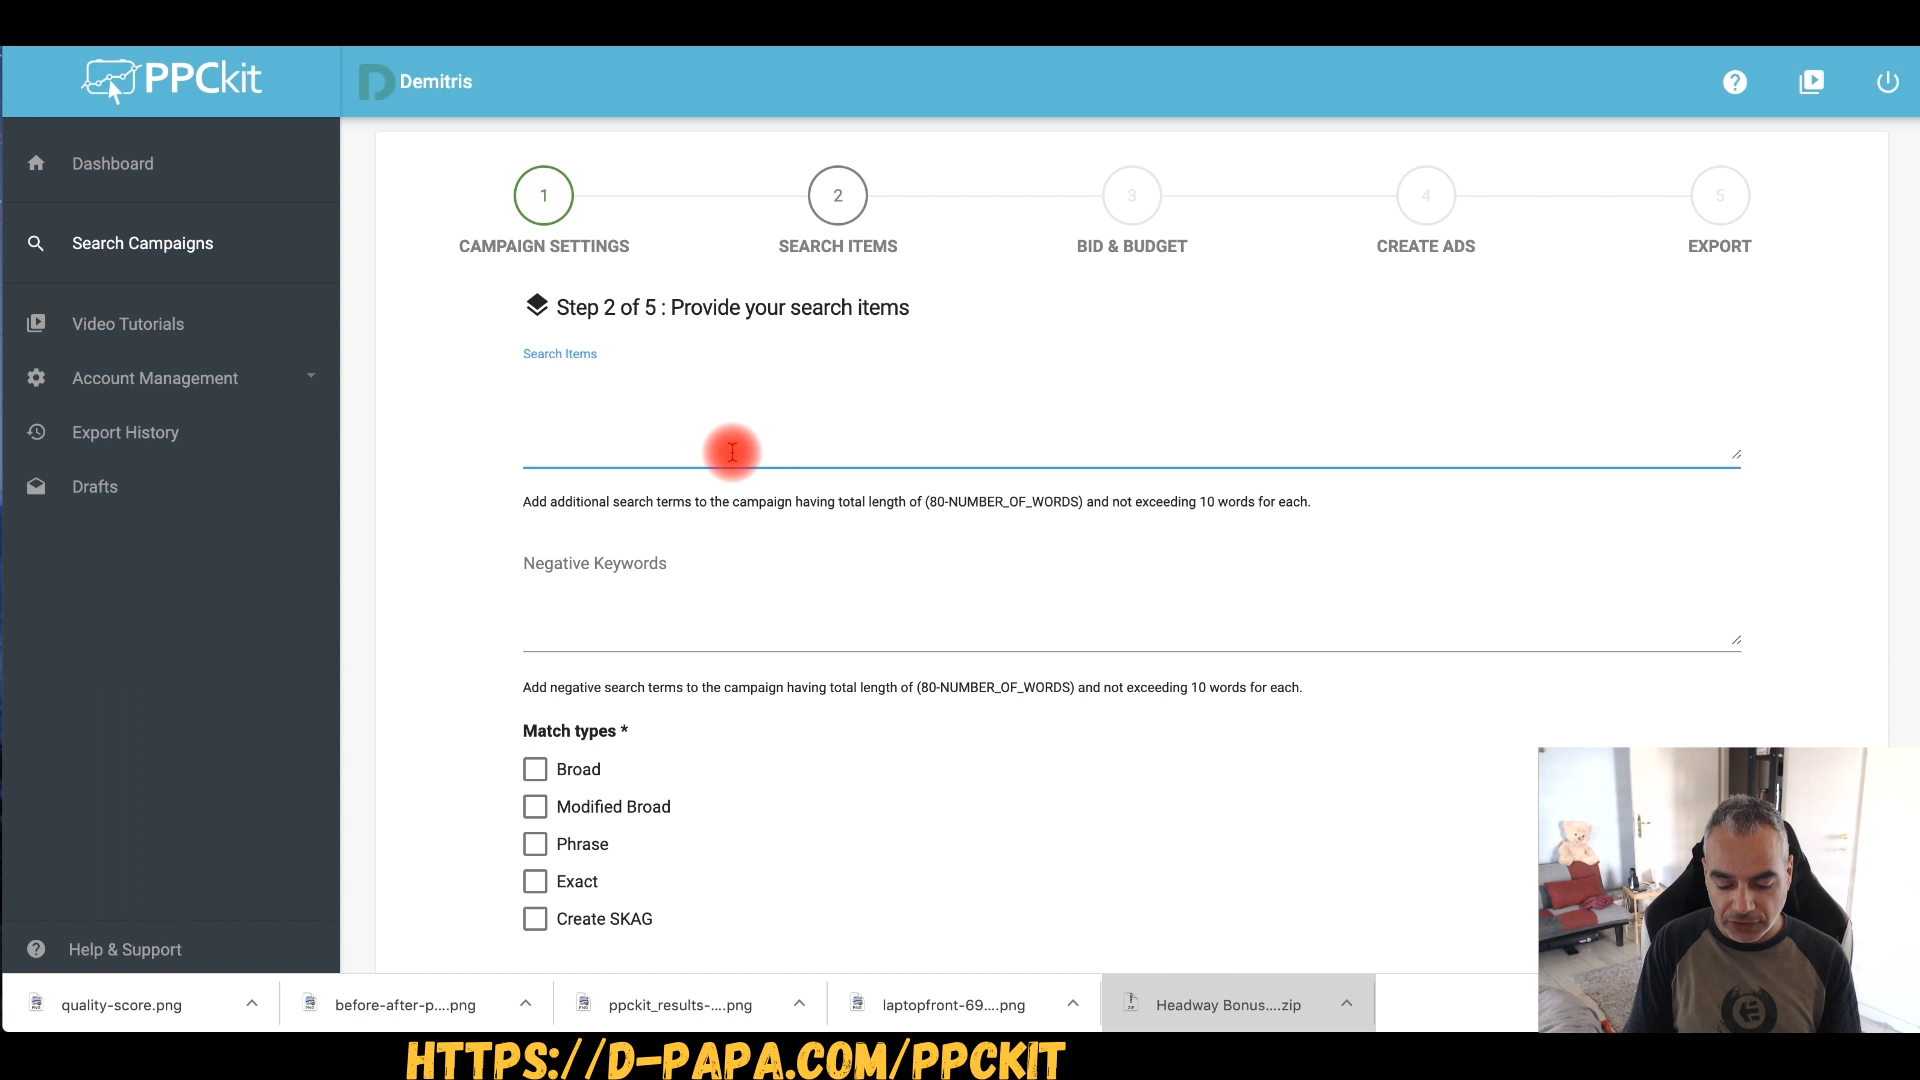 PPCkit
Demitris
?
Dashboard
Search Campaigns
Video Tutorials
Account Management
Export History
Drafts
Help & Support
1
2
3
4
5
CAMPAIGN SETTINGS
SEARCH ITEMS
BID & BUDGET
CREATE ADS
EXPORT
Step 2 of 5 : Provide your search items
Search Items
Add additional search terms to the campaign having total length of (80-NUMBER_OF_WORDS) and not exceeding 10 words for each.
Negative Keywords
Add negative search terms to the campaign having total length of (80-NUMBER_OF_WORDS) and not exceeding 10 words for each.
Match types *
Broad
Modified Broad
Phrase
Exact
Create SKAG
quality-score.png
before-after-p....png
ppckit_results-....png
laptopfront-69....png
Headway Bonus....zip
HTTPS://D-PAPA.COM/PPCKIT